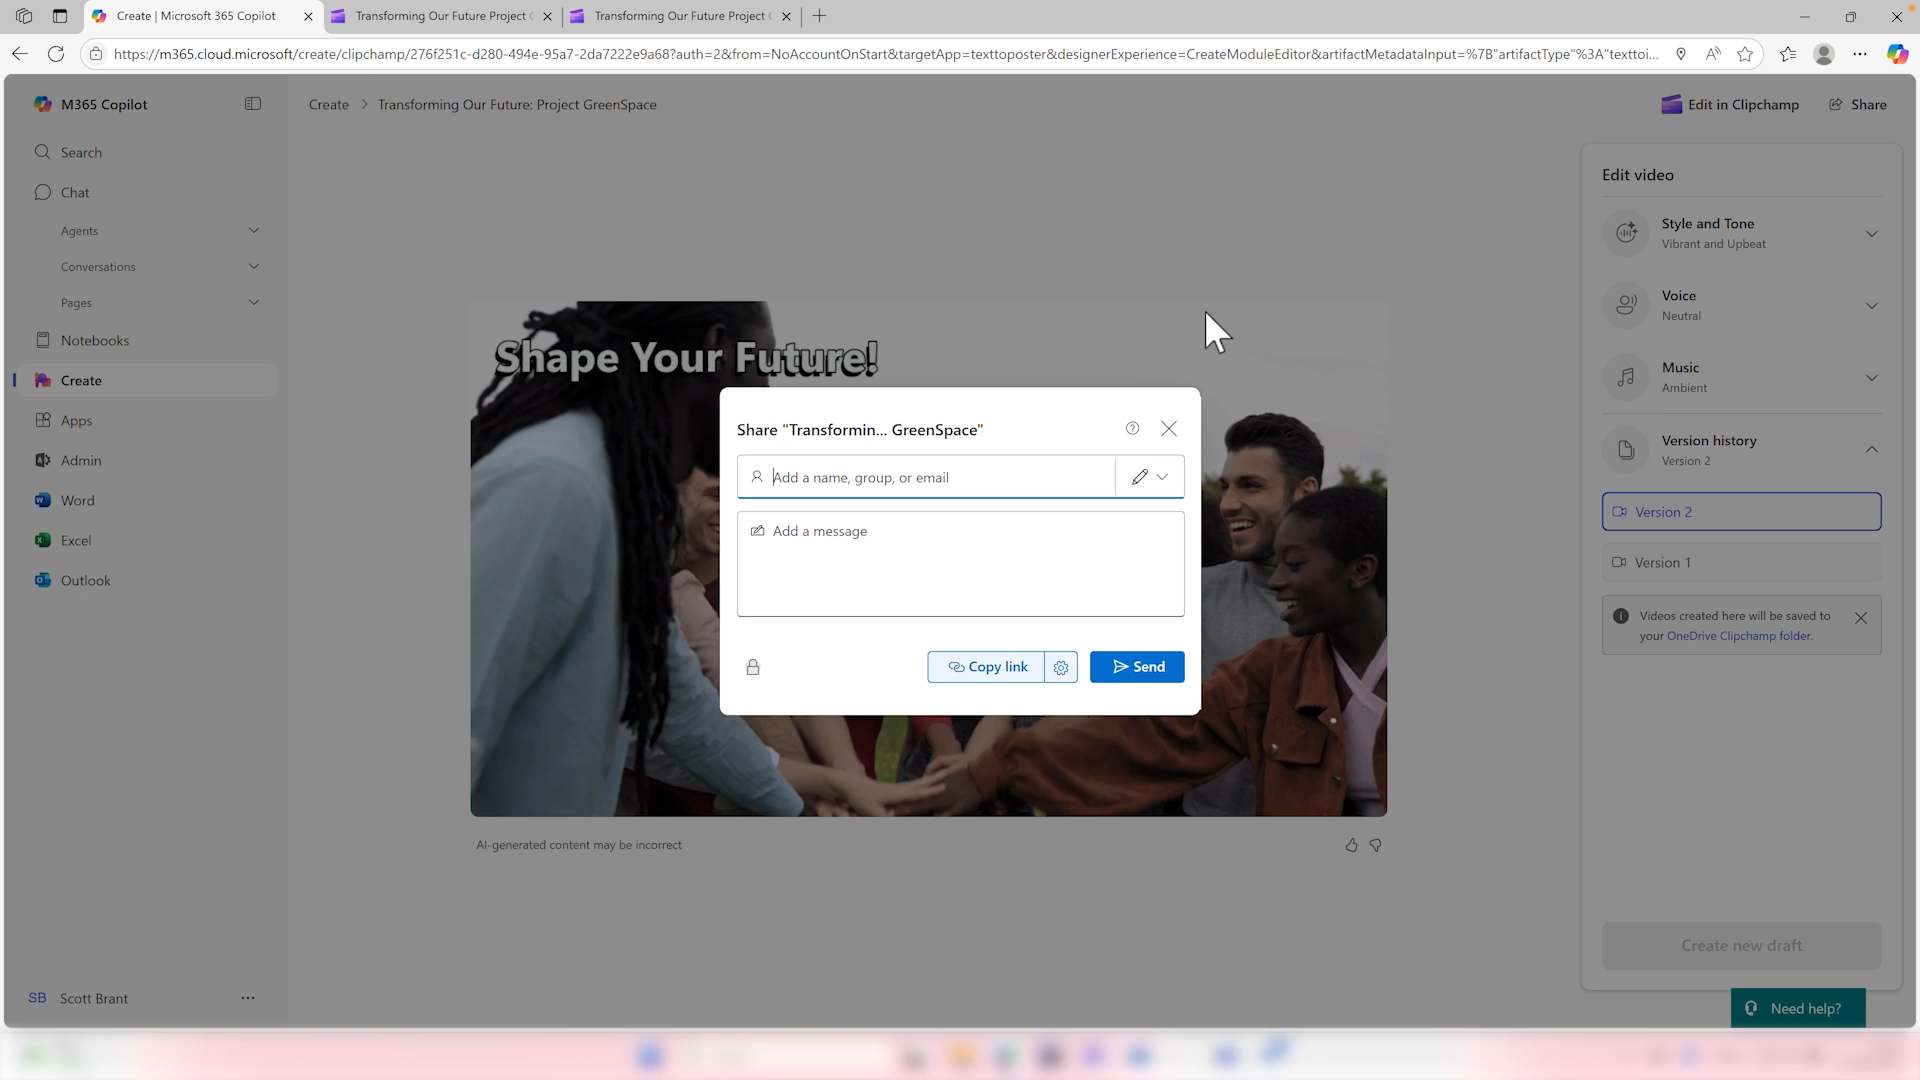 Create | Microsoft 365 Copilot
Transforming Our Future Project
Transforming Our Future Project
https://m365.cloud.microsoft/create/clipchamp/276f251c-d280-494e-95a7-2da7222e9a68?auth=2&from=NoAccountOnStart&targetApp=texttoposter&designerExperience=CreateModuleEditor&artifactMetadataInput=%7B"artifactType"%3A"texttoi...
M365 Copilot
Create > Transforming Our Future: Project GreenSpace
Edit in Clipchamp
Share
Search
Chat
Agents
Conversations
Pages
Notebooks
Create
Apps
Admin
Word
Excel
Outlook
SB Scott Brant
Shape Your Future!
Share "Transformin... GreenSpace"
Add a name, group, or email
Add a message
Copy link
Send
AI-generated content may be incorrect
Edit video
Style and Tone
Vibrant and Upbeat
Voice
Neutral
Music
Ambient
Version history
Version 2
Version 2
Version 1
Videos created here will be saved to
your OneDrive Clipchamp folder.
Create new draft
Need help?